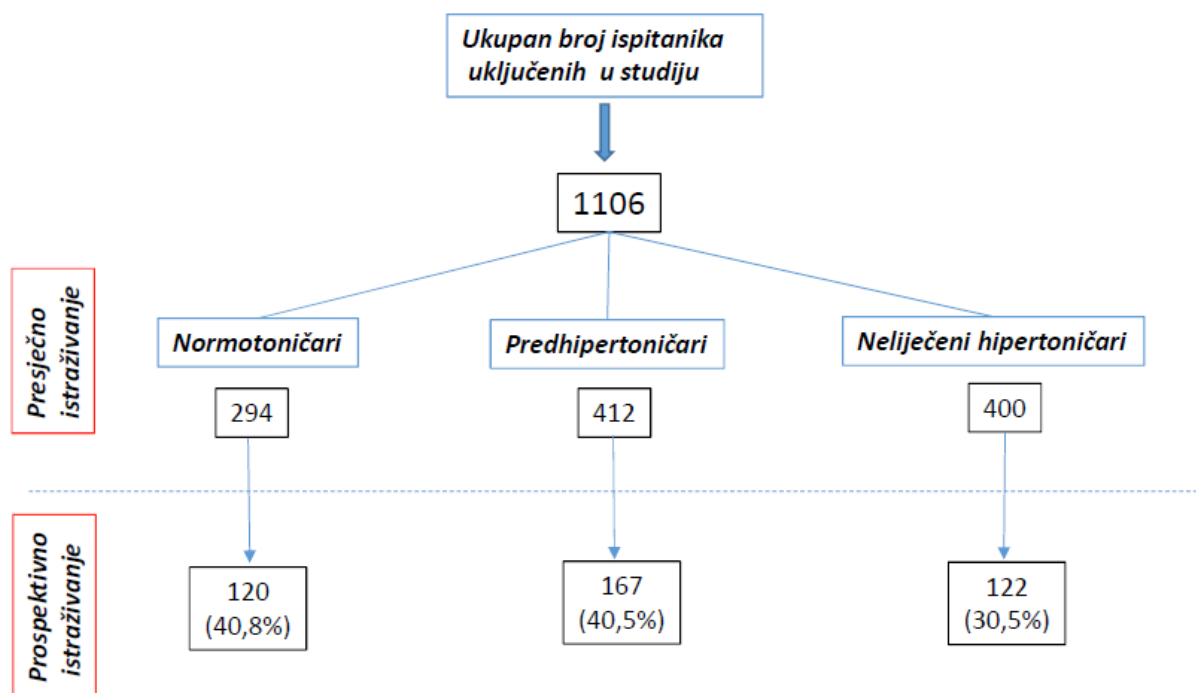 Ukupan broj ispitanika
uključenih u studiju
1106
Presječno
istraživanje
Normotoničari
Predhipertoničari
Neliječeni hipertoničari
294
412
400
Prospektivno
istraživanje
120
(40,8%)
167
(40,5%)
122
(30,5%)